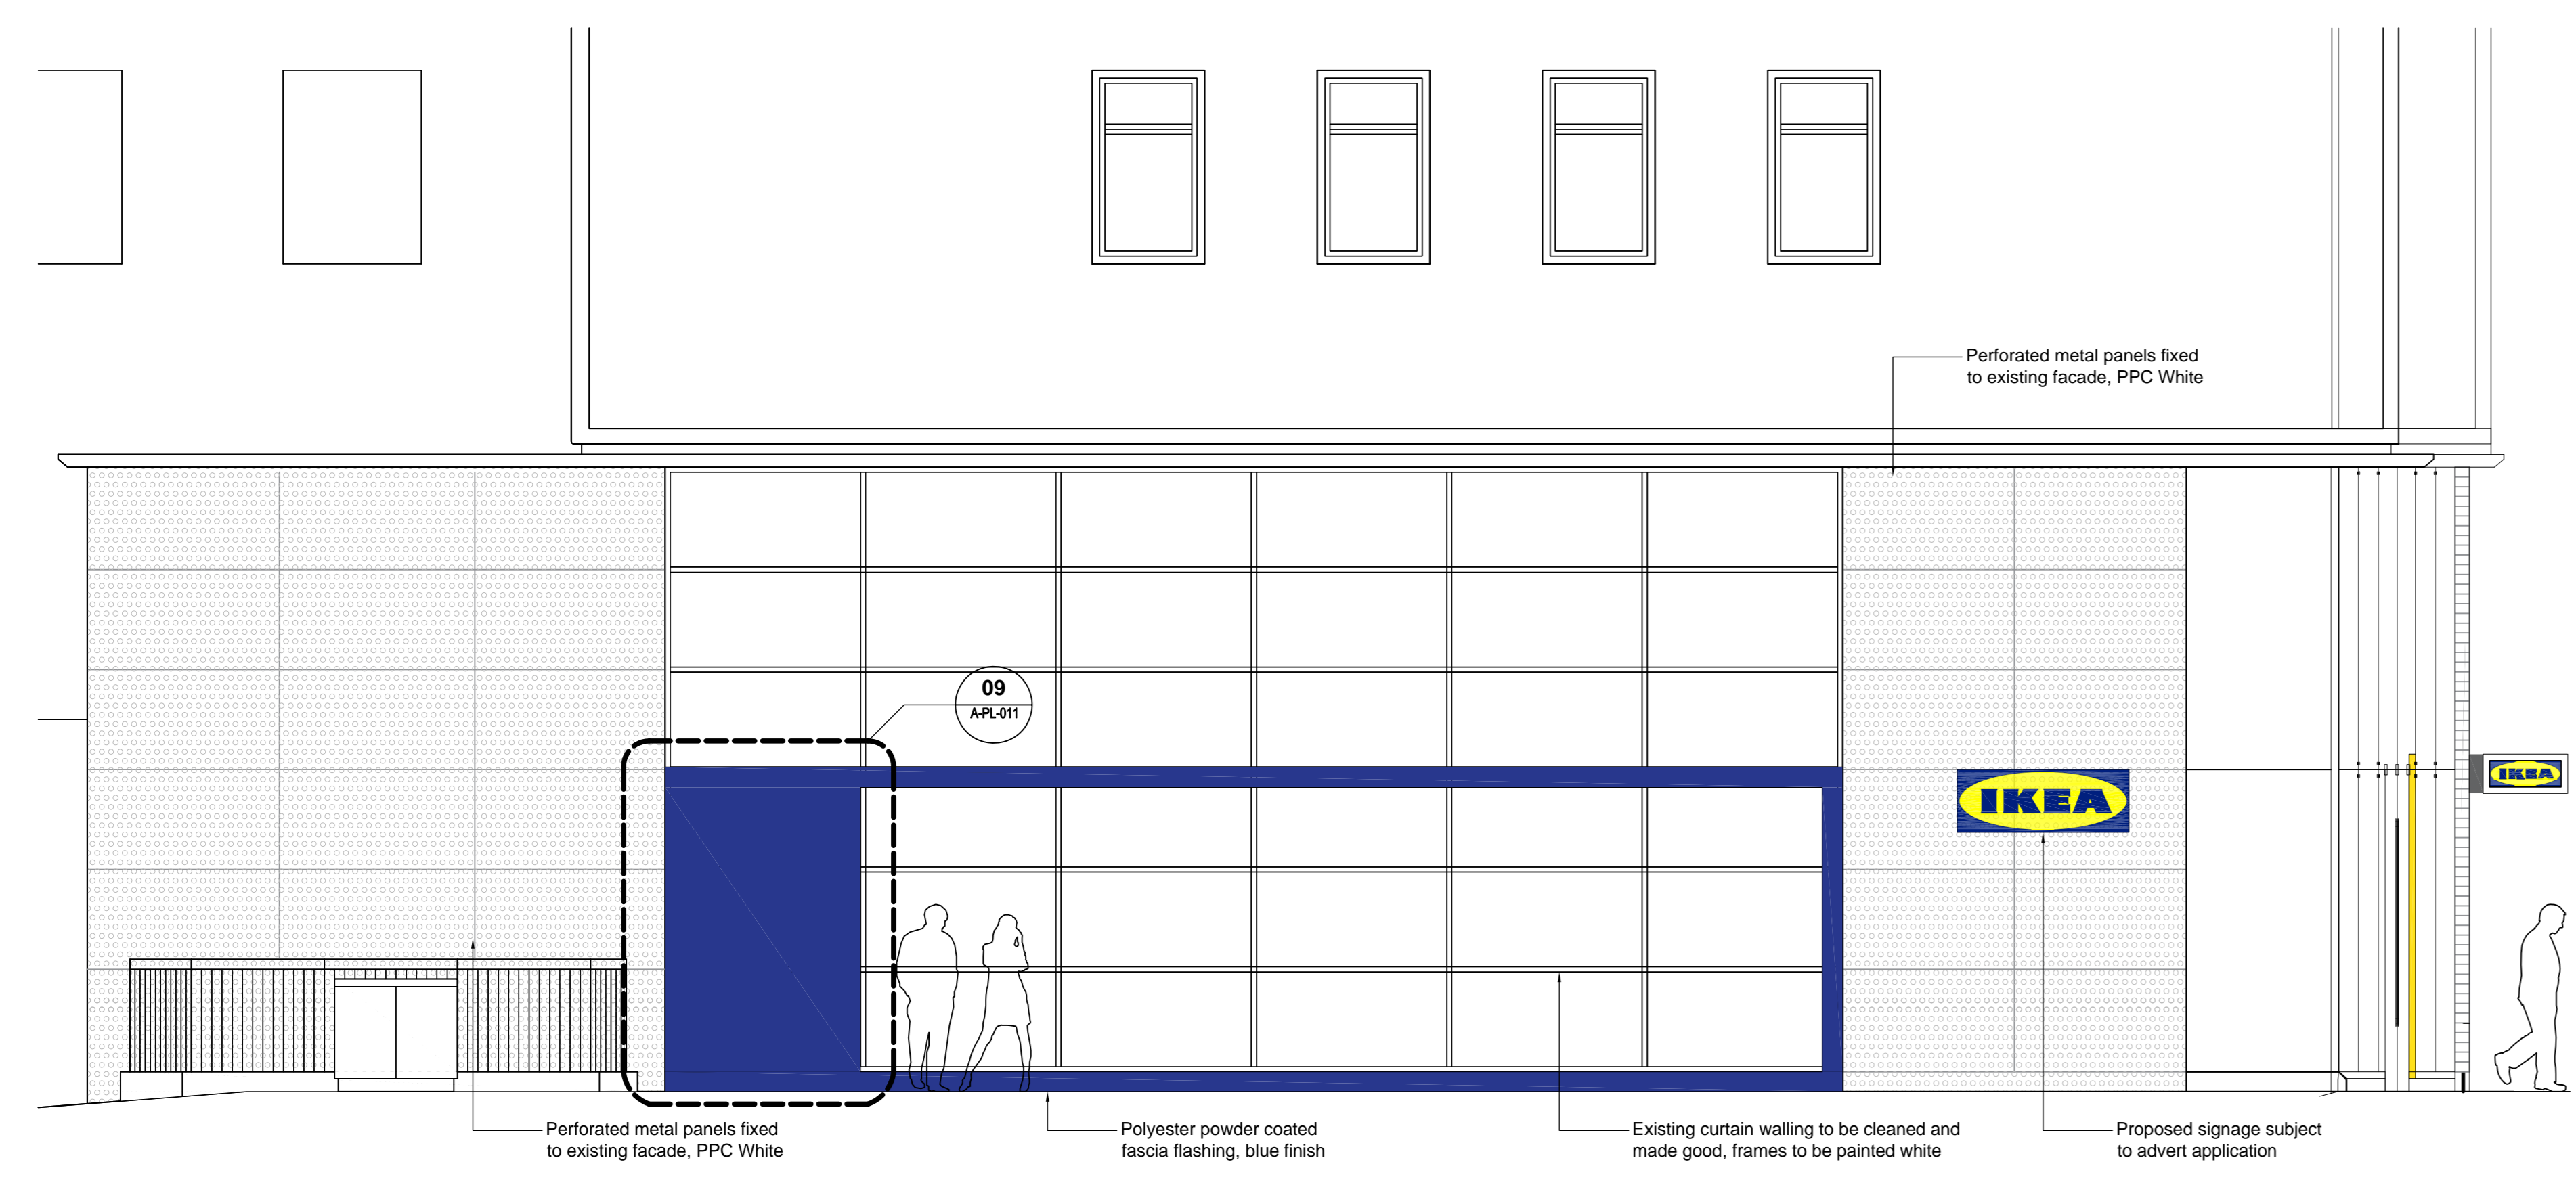 Perforated metal panels fixed
to existing facade, PPC White
09
A-PL-011
IKEA
IKEA
Perforated metal panels fixed
to existing facade, PPC White
Polyester powder coated
fascia flashing, blue finish
Existing curtain walling to be cleaned and
made good, frames to be painted white
Proposed signage subject
to advert application